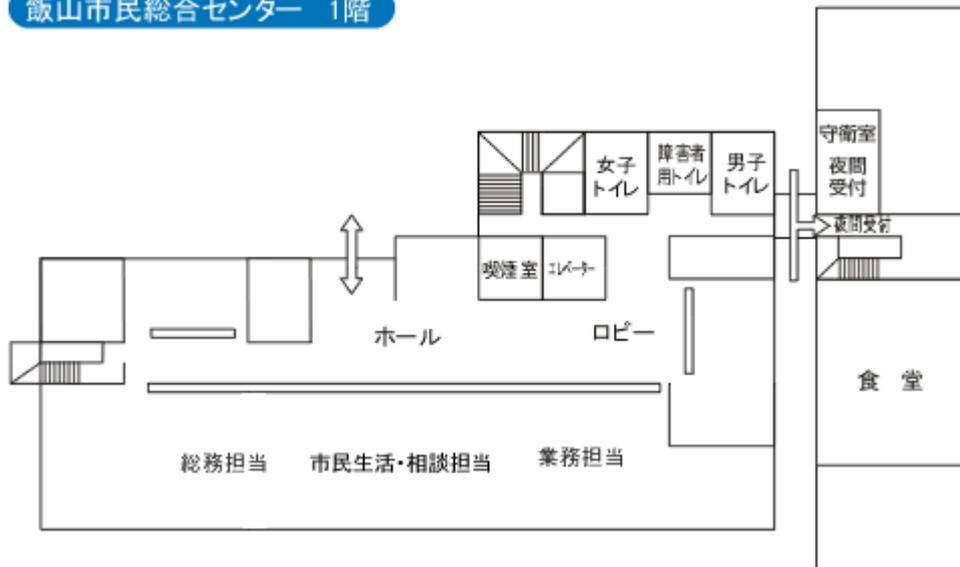 飯山市民総合センター　1階
守衛室
夜間
受付
女子
トイレ
障害者
用トイレ
男子
トイレ
夜間受付
喫煙室
エレベーター
ホール
ロビー
食　堂
総務担当
市民生活・相談担当
業務担当